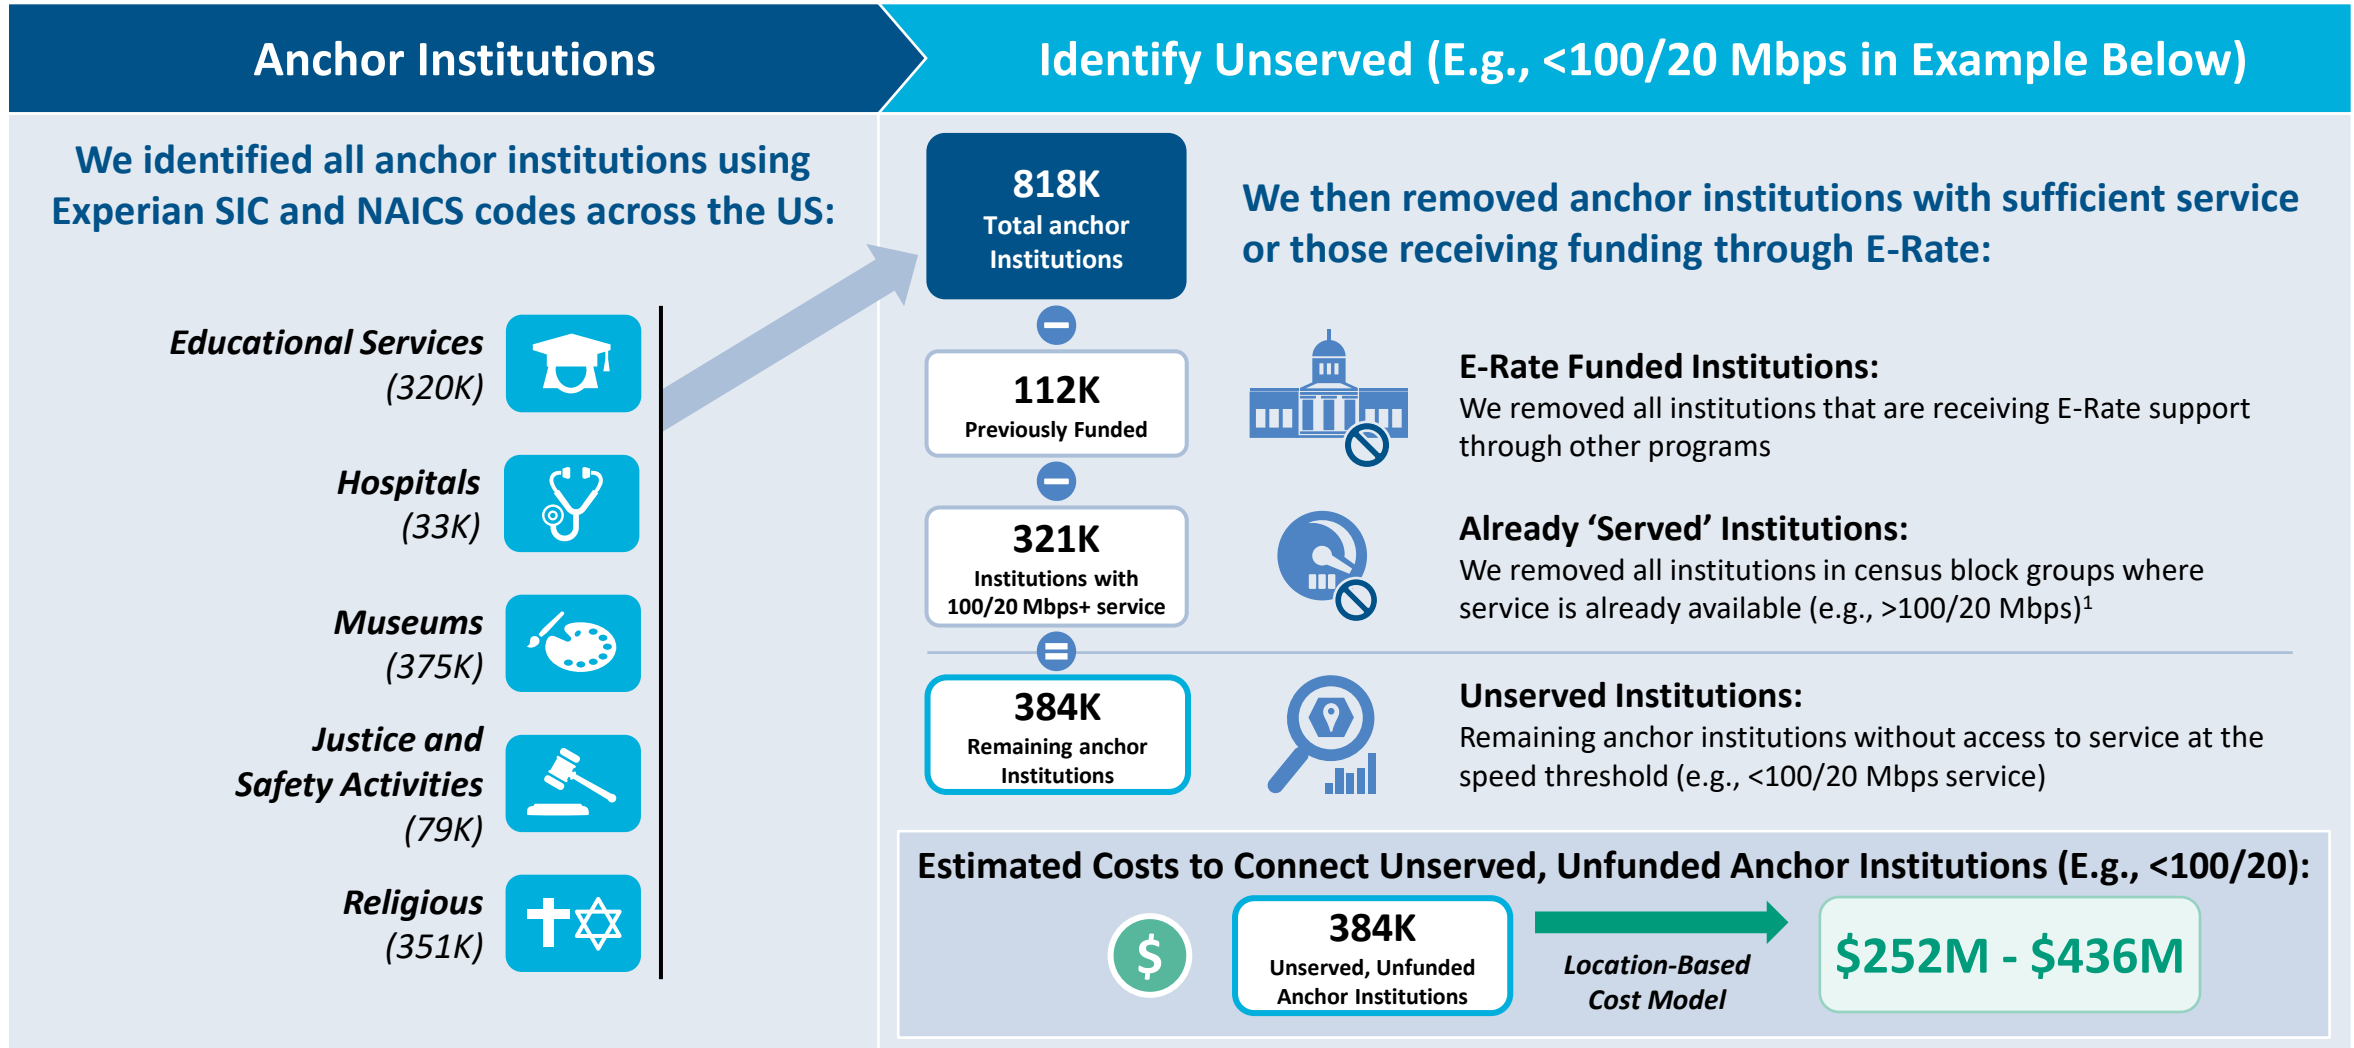 Anchor Institutions
Identify Unserved (E.g., <100/20 Mbps in Example Below)
We identified all anchor institutions using
Experian SIC and NAICS codes across the US:
Educational Services
(320K)
Hospitals
(33K)
Museums
(375K)
Justice and
Safety Activities
(79K)
Religious
(351K)
818K
Total anchor
Institutions
We then removed anchor institutions with sufficient service
or those receiving funding through E-Rate:
112K
Previously Funded
E-Rate Funded Institutions:
We removed all institutions that are receiving E-Rate support
through other programs
321K
Institutions with
100/20 Mbps+ service
Already ‘Served’ Institutions:
We removed all institutions in census block groups where
service is already available (e.g., >100/20 Mbps)¹
384K
Remaining anchor
Institutions
Unserved Institutions:
Remaining anchor institutions without access to service at the
speed threshold (e.g., <100/20 Mbps service)
Estimated Costs to Connect Unserved, Unfunded Anchor Institutions (E.g., <100/20):
$
384K
Unserved, Unfunded
Anchor Institutions
Location-Based
Cost Model
$252M - $436M